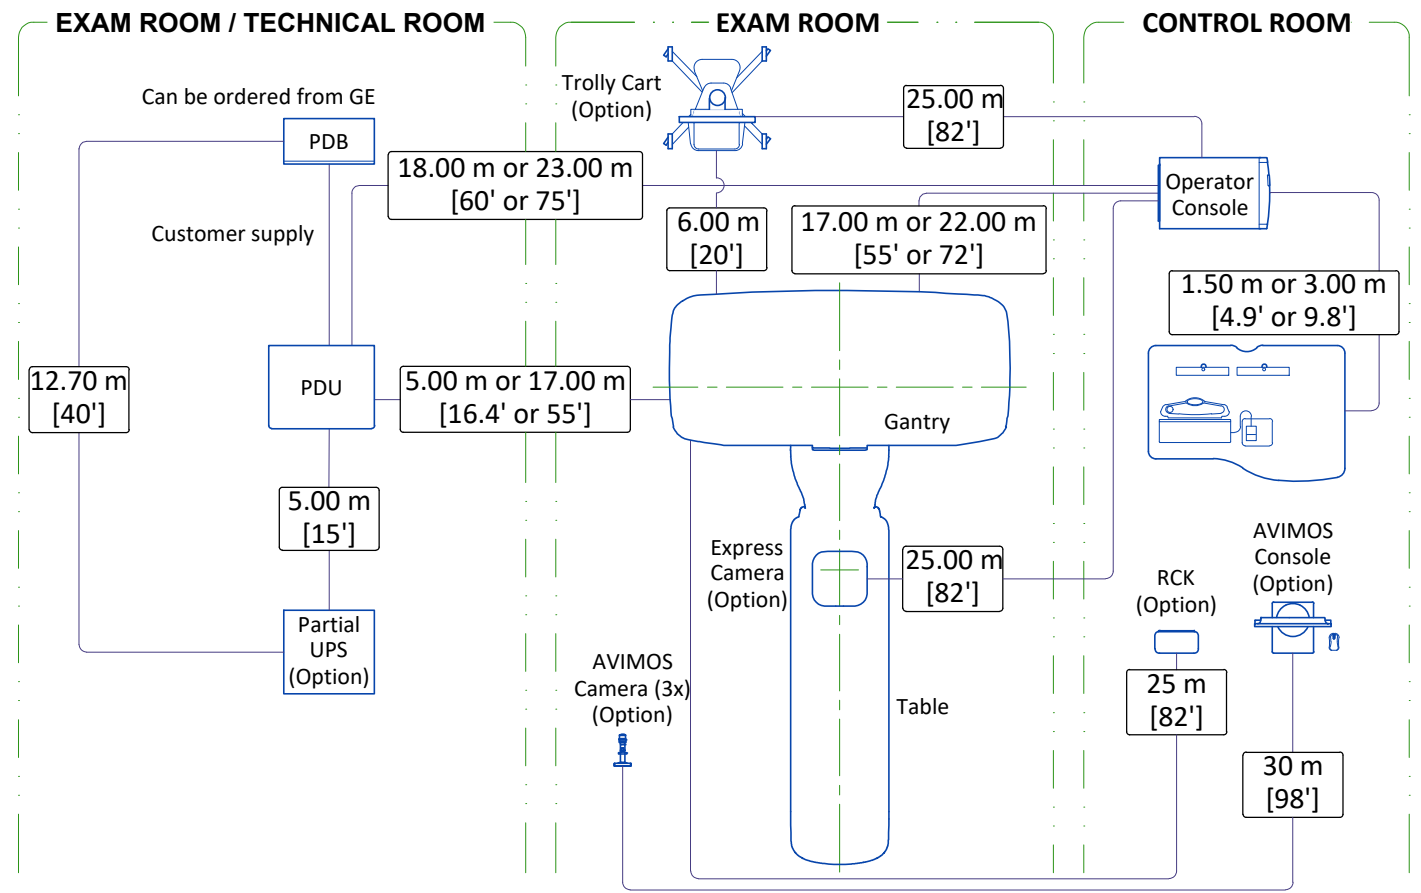 EXAM ROOM / TECHNICAL ROOM
EXAM ROOM
CONTROL ROOM
Can be ordered from GE
PDB
Customer supply
18.00 m or 23.00 m
[60' or 75']
12.70 m
[40']
PDU
5.00 m or 17.00 m
[16.4' or 55']
5.00 m
[15']
Partial
UPS
(Option)
Trolly Cart
(Option)
25.00 m
[82']
6.00 m
[20']
17.00 m or 22.00 m
[55' or 72']
Operator
Console
1.50 m or 3.00 m
[4.9' or 9.8']
Gantry
Express
Camera
(Option)
25.00 m
[82']
AVIMOS
Camera (3x)
(Option)
Table
RCK
(Option)
25 m
[82']
AVIMOS
Console
(Option)
30 m
[98']